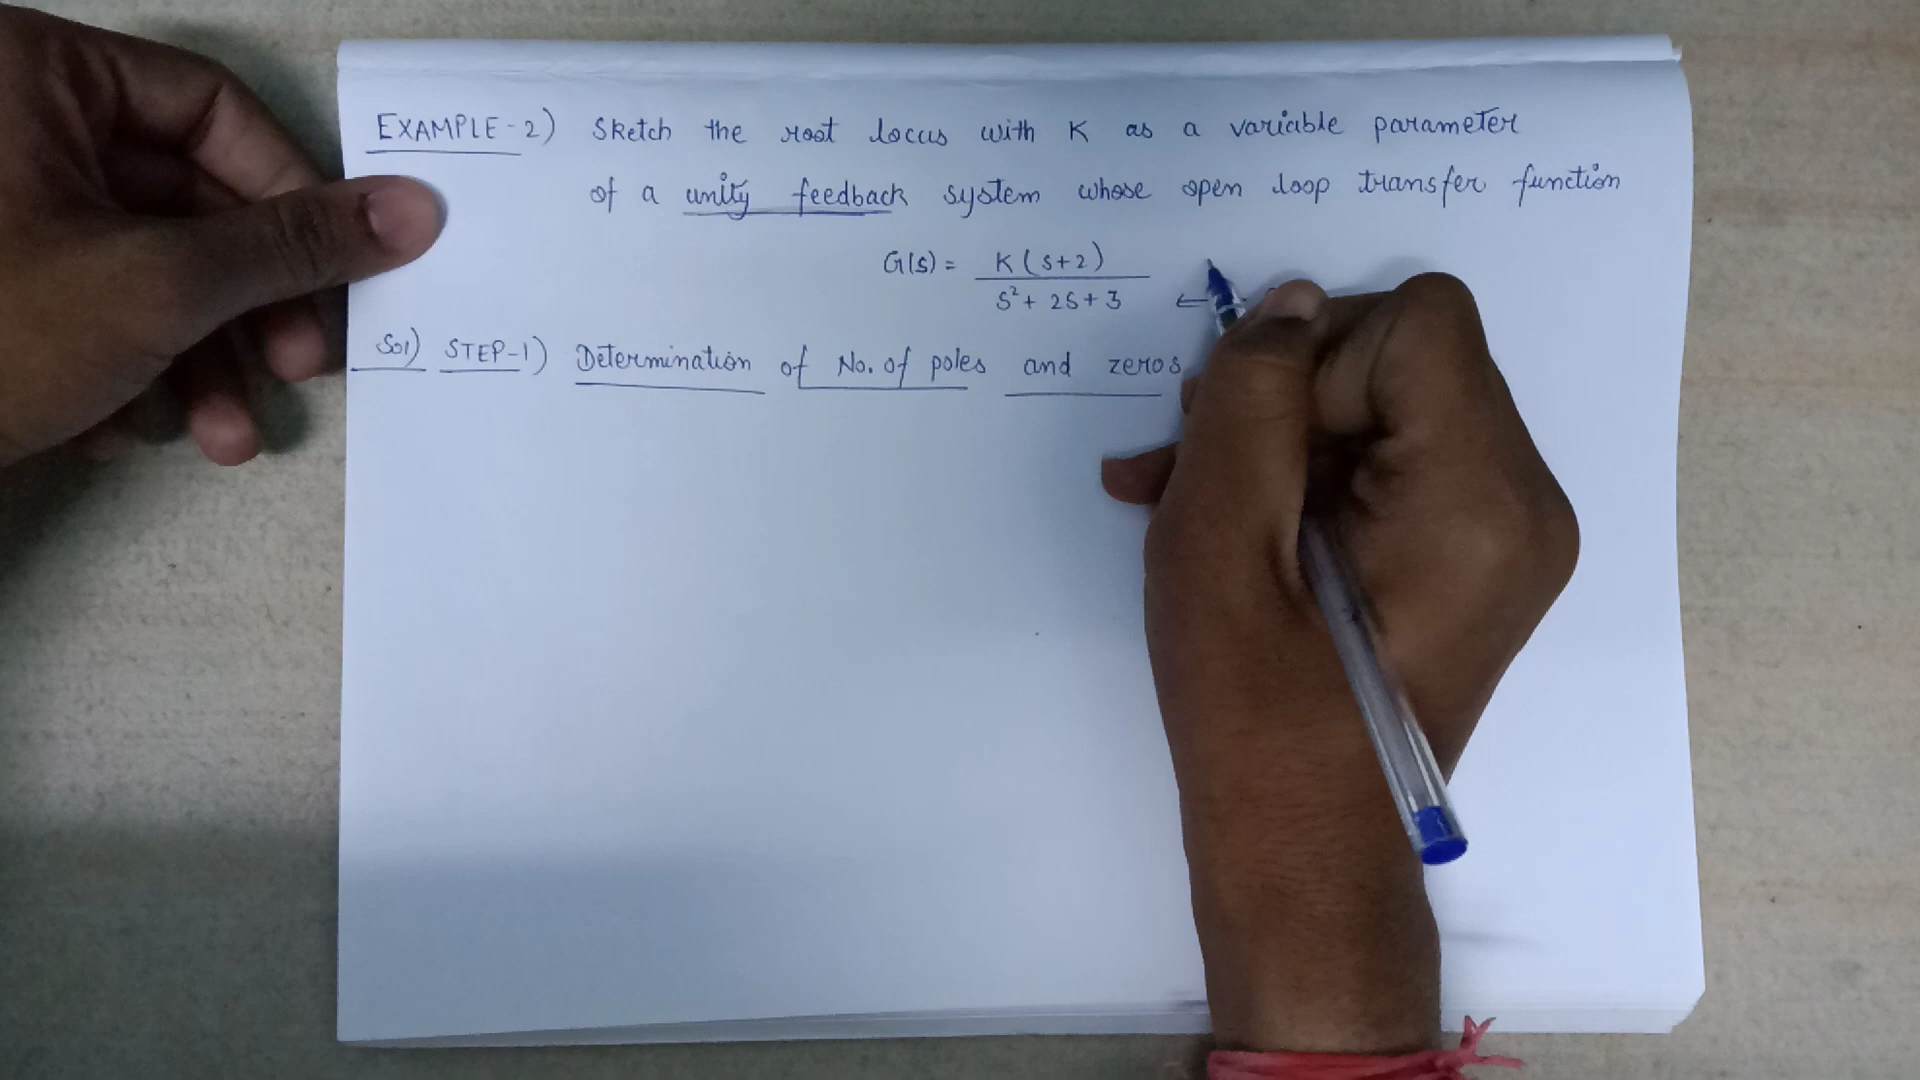 EXAMPLE-2) Sketch the root locus with K as a variable parameter
of a unity feedback system whose open loop transfer function
G(s) = K(s+2)
s²+ 2s+3 ←
Sol) STEP-1) Determination of No. of poles and zeros